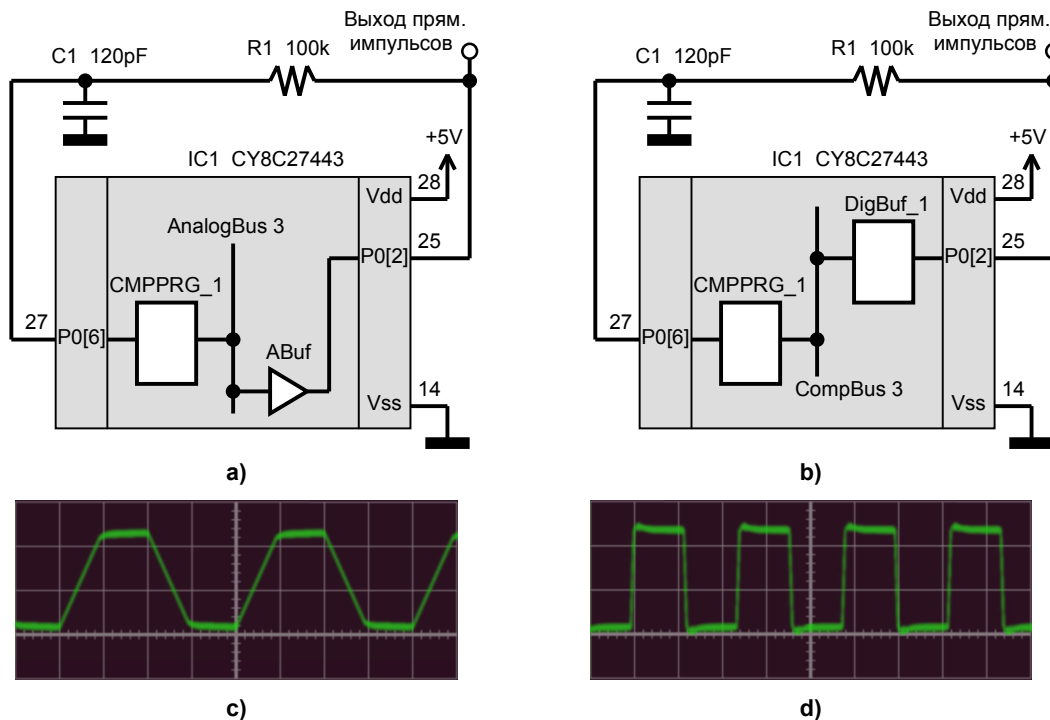 Выход прям.
импульсов
C1 120pF
R1 100k
+5V
IC1 CY8C27443
28
Vdd
AnalogBus 3
25
P0[2]
CMPPRG_1
27
P0[6]
ABuf
14
Vss
a)
Выход прям.
импульсов
C1 120pF
R1 100k
+5V
IC1 CY8C27443
28
Vdd
DigBuf_1
25
P0[2]
CMPPRG_1
27
P0[6]
CompBus 3
14
Vss
b)
c)
d)